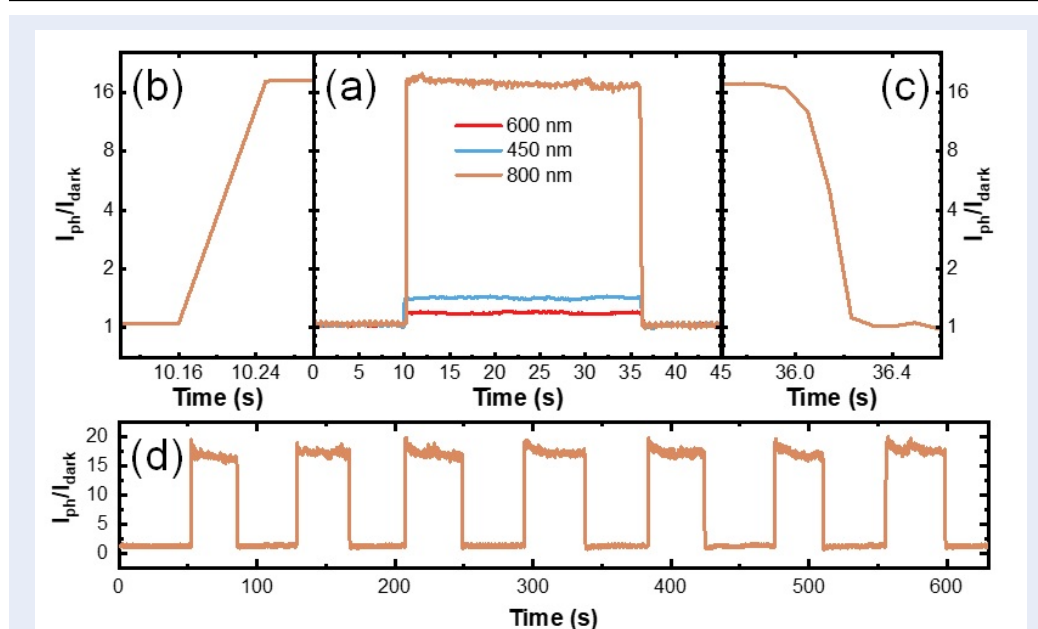 (b) (a) (c)
16 16
600 nm
450 nm
800 nm
8 8
4 4
2 2
1 1
Iph/Idark Iph/Idark
10.16 10.24 0 5 10 15 20 25 30 35 40 45 36.0 36.4
Time (s) Time (s) Time (s)
(d)
20
15
10
5
0
Iph/Idark
0 100 200 300 400 500 600
Time (s)